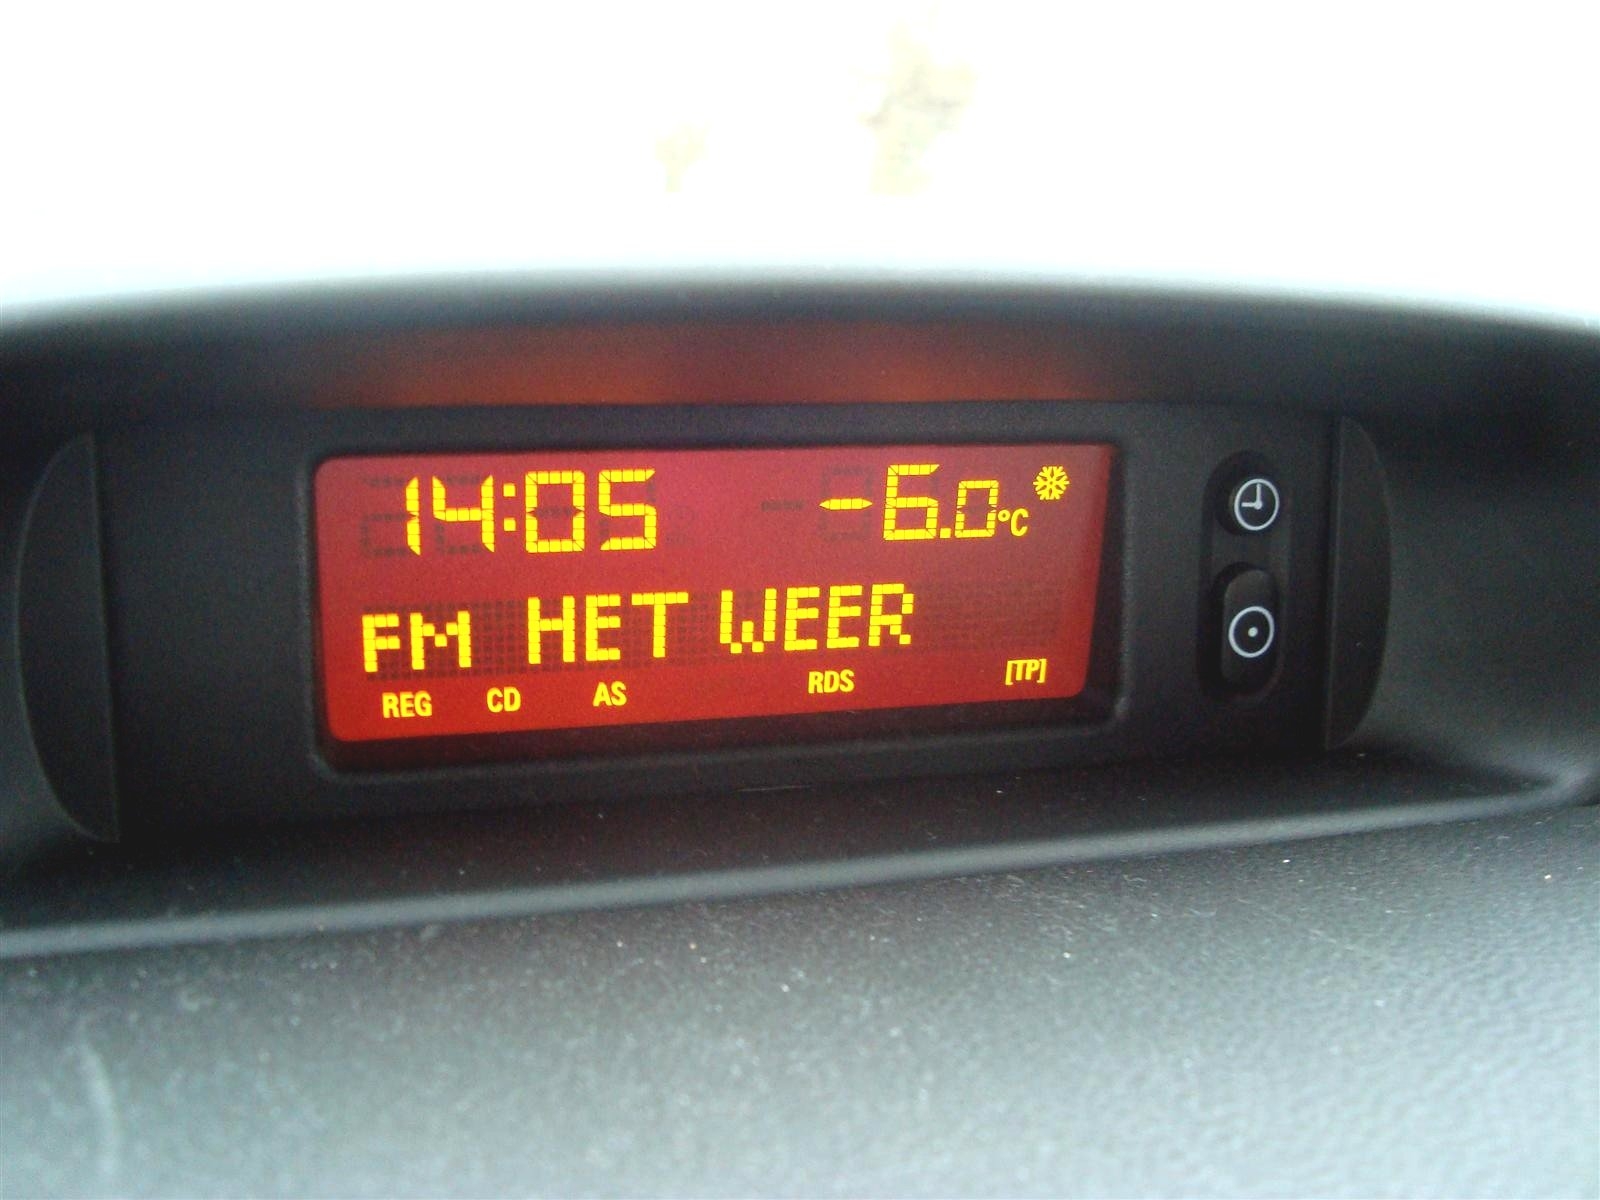 14:05 -6.0°C
FM HET WEER
REG CD AS RDS [TP]